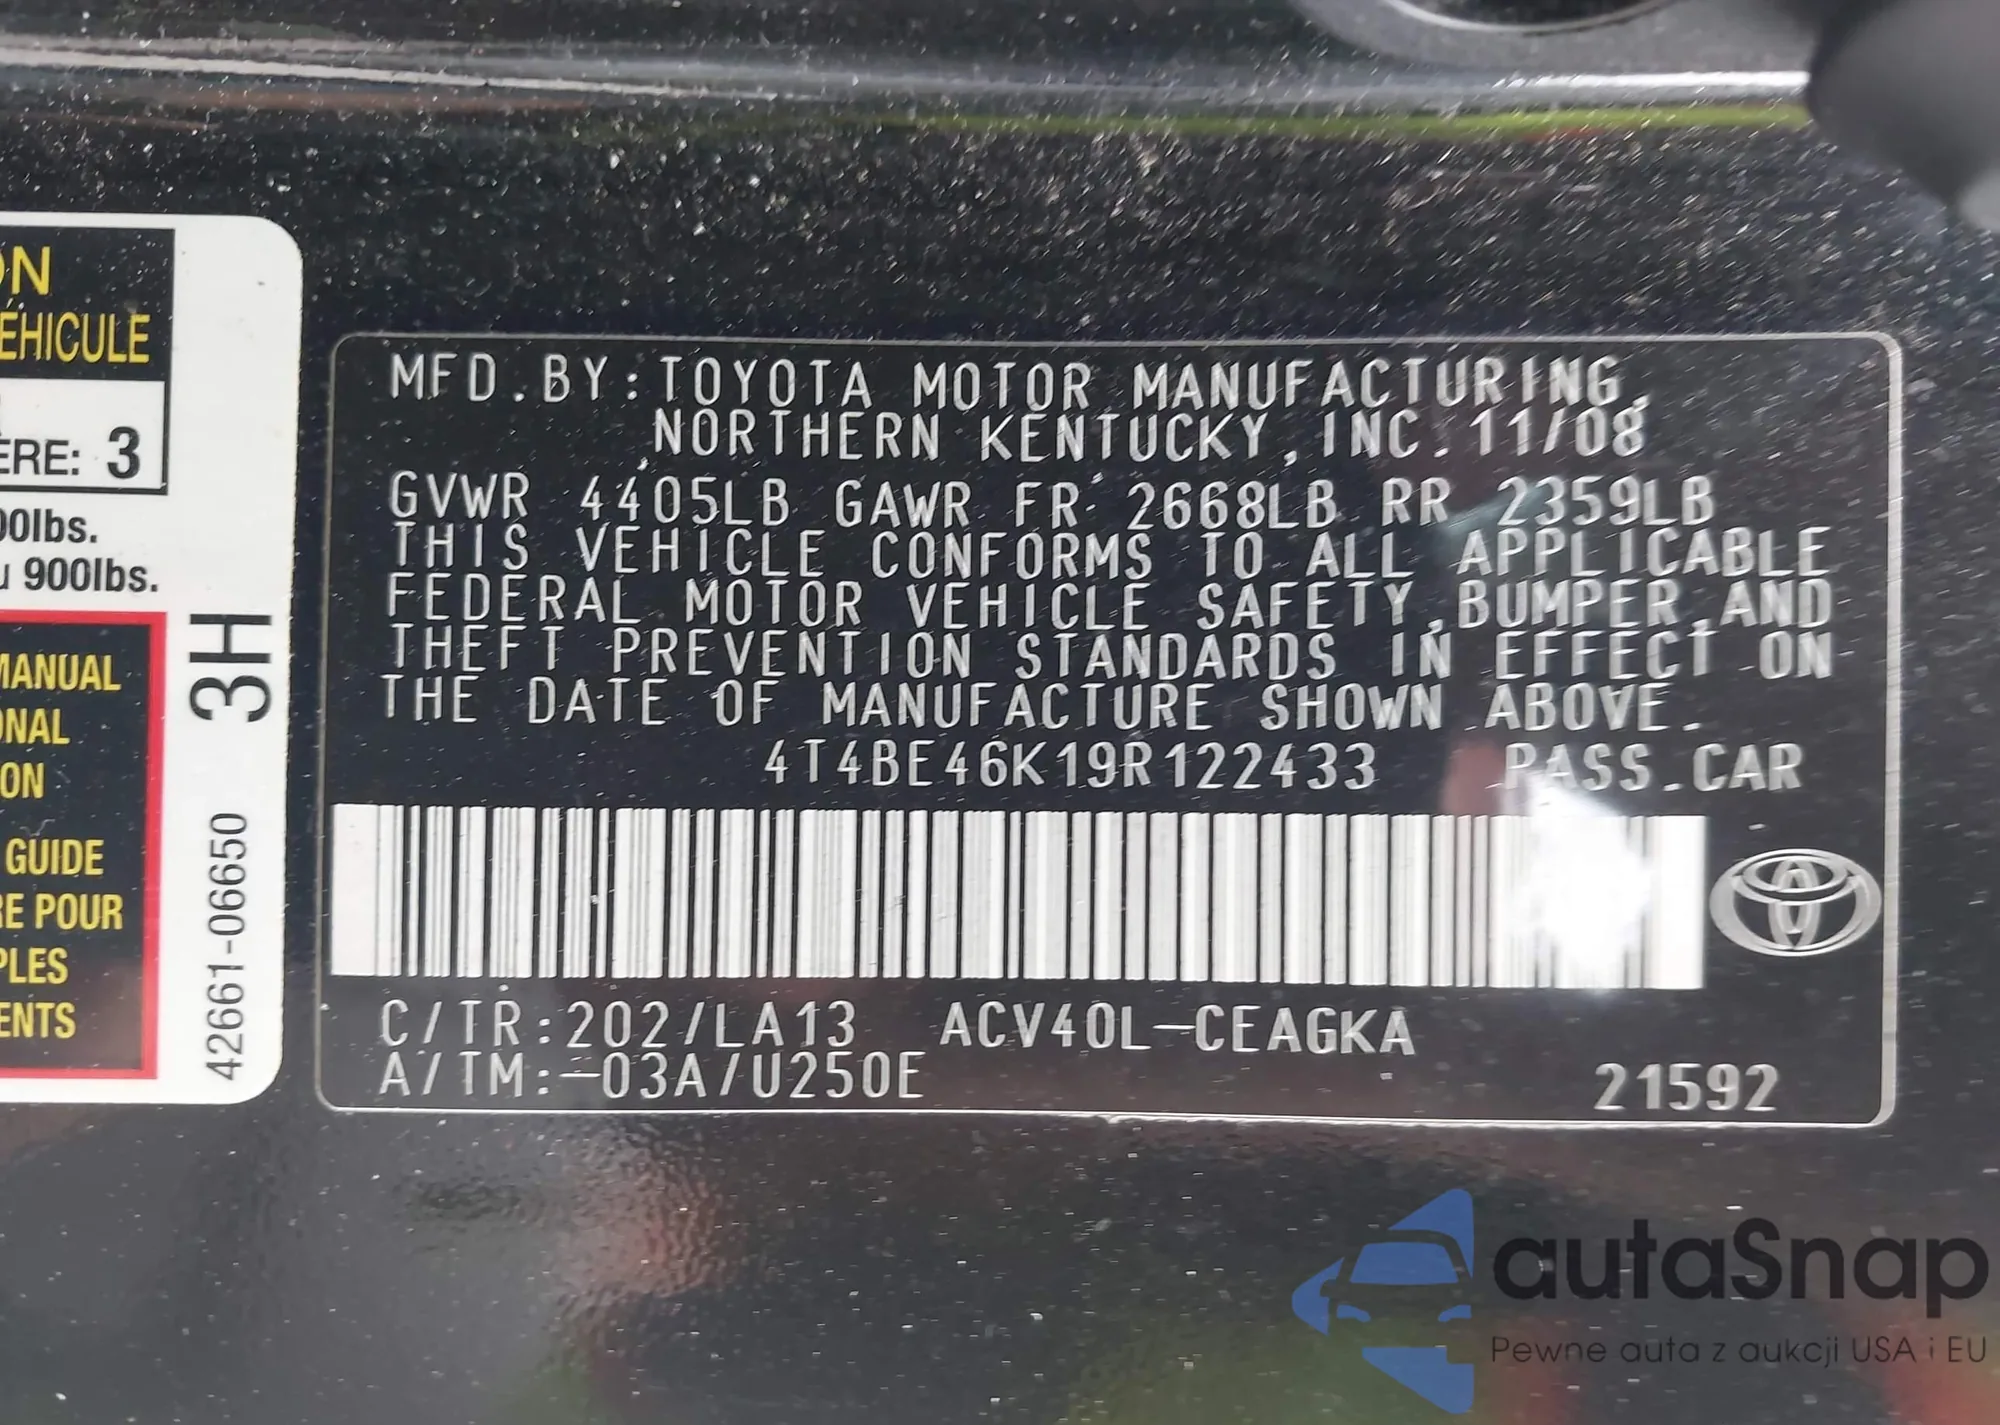 ON
ÉHICULE
ÈRE: 3
00lbs.
u 900lbs.
MANUAL
ONAL
ON
GUIDE
RE POUR
PLES
ENTS
3H
42661-06650
MFD.BY:TOYOTA MOTOR MANUFACTURING,
NORTHERN KENTUCKY, INC. 11/08
GVWR 4405LB GAWR FR 2668LB RR 2359LB
THIS VEHICLE CONFORMS TO ALL APPLICABLE
FEDERAL MOTOR VEHICLE SAFETY,BUMPER,AND
THEFT PREVENTION STANDARDS IN EFFECT ON
THE DATE OF MANUFACTURE SHOWN ABOVE.
4T4BE46K19R122433 PASS.CAR
C/TR:202/LA13 ACV40L-CEAGKA
A/TM:-03A/U250E 21592
autaSnap
Pewne auta z aukcji USA i EU